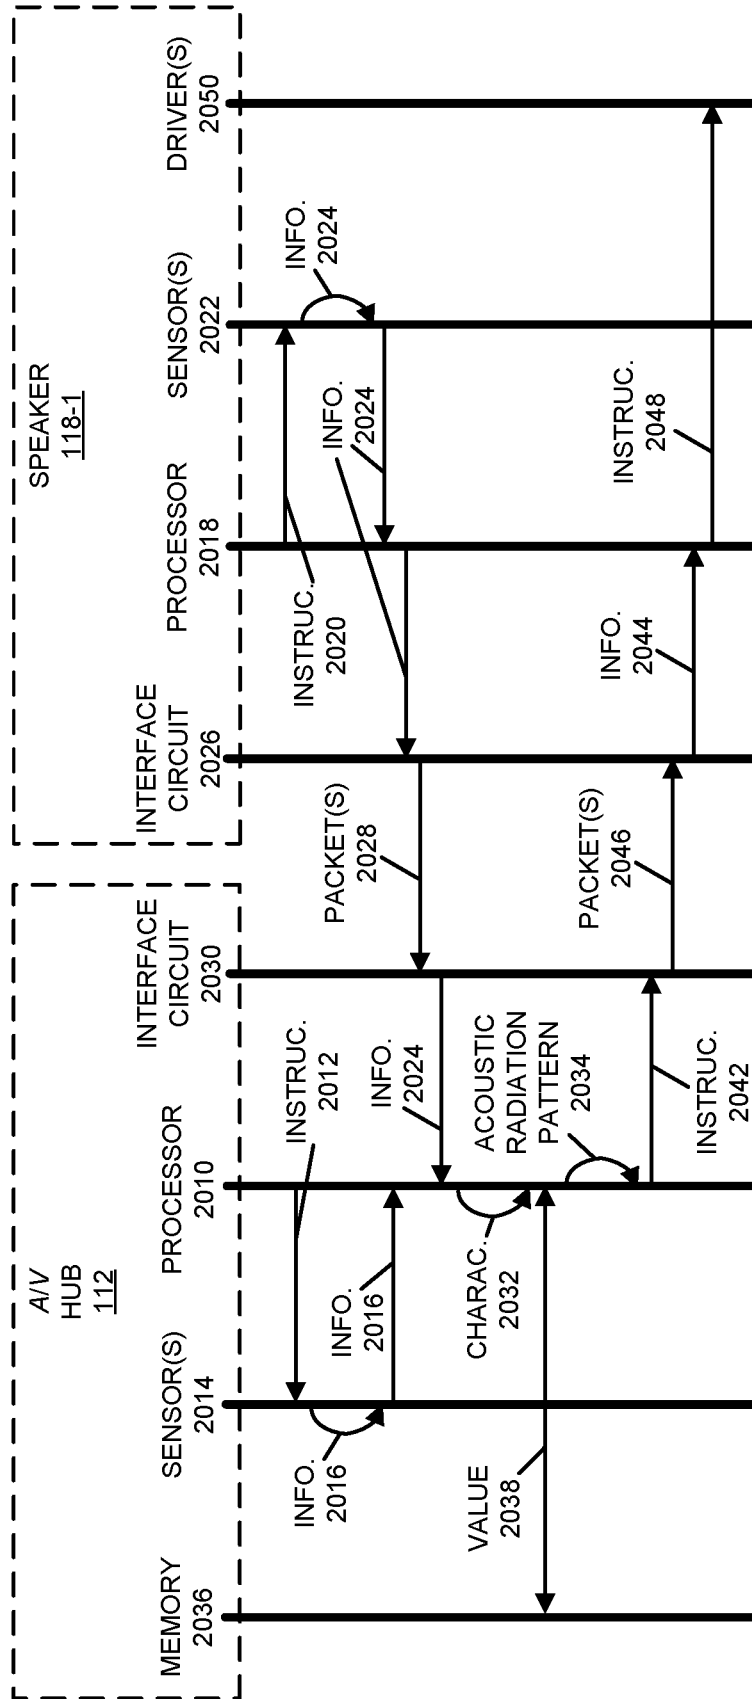 A/V
HUB
112
MEMORY
2036
SENSOR(S)
2014
PROCESSOR
2010
INTERFACE
CIRCUIT
2030
SPEAKER
118-1
INTERFACE
CIRCUIT
2026
PROCESSOR
2018
SENSOR(S)
2022
DRIVER(S)
2050
INSTRUC.
2012
INFO.
2016
INFO.
2016
INSTRUC.
2020
INFO.
2024
INFO.
2024
PACKET(S)
2028
INFO.
2024
CHARAC.
2032
VALUE
2038
ACOUSTIC
RADIATION
PATTERN
2034
INSTRUC.
2042
PACKET(S)
2046
INFO.
2044
INSTRUC.
2048